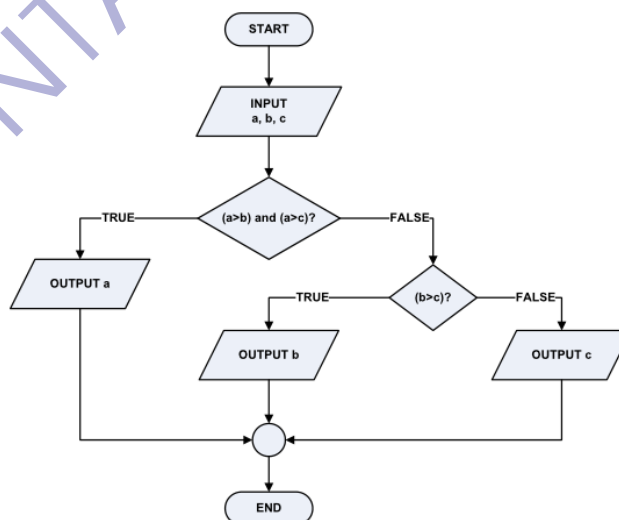 START
INPUT
a, b, c
(a>b) and (a>c)?
TRUE
FALSE
OUTPUT a
(b>c)?
TRUE
FALSE
OUTPUT b
OUTPUT c
END